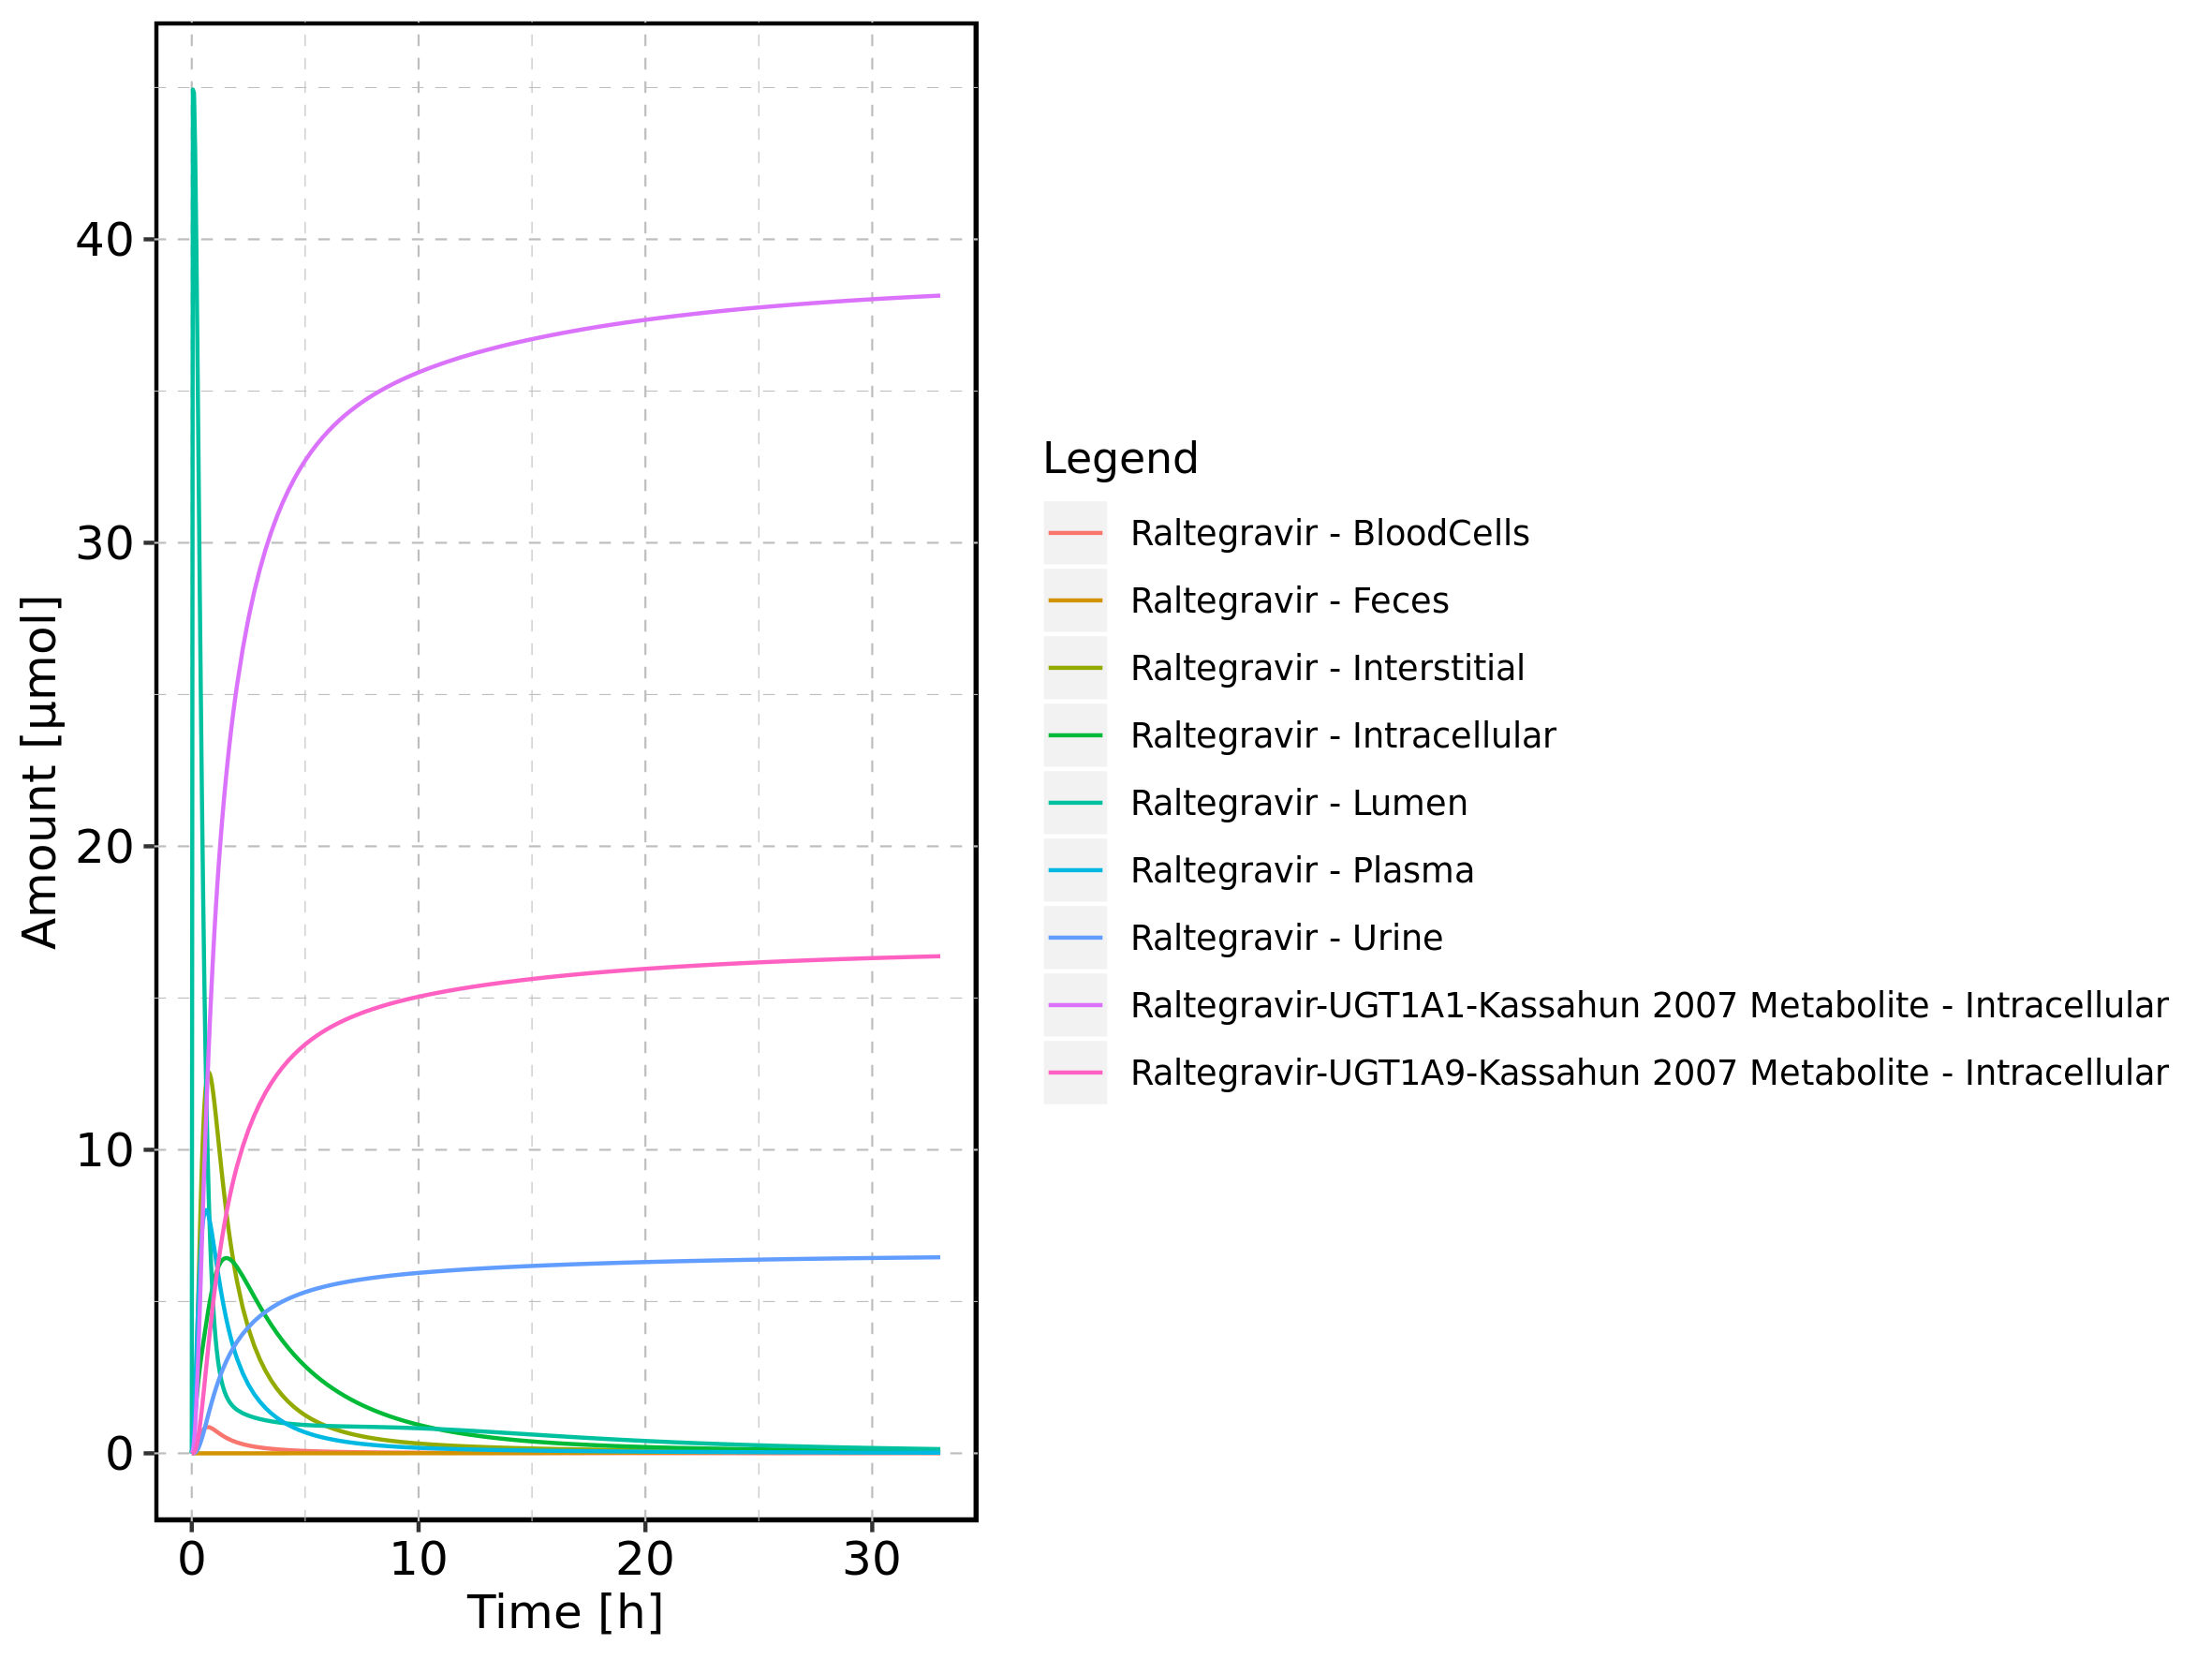 40
30
20
10
0
0 10 20 30
Time [h]
Amount [µmol]
Legend
Raltegravir - BloodCells
Raltegravir - Feces
Raltegravir - Interstitial
Raltegravir - Intracellular
Raltegravir - Lumen
Raltegravir - Plasma
Raltegravir - Urine
Raltegravir-UGT1A1-Kassahun 2007 Metabolite - Intracellular
Raltegravir-UGT1A9-Kassahun 2007 Metabolite - Intracellular